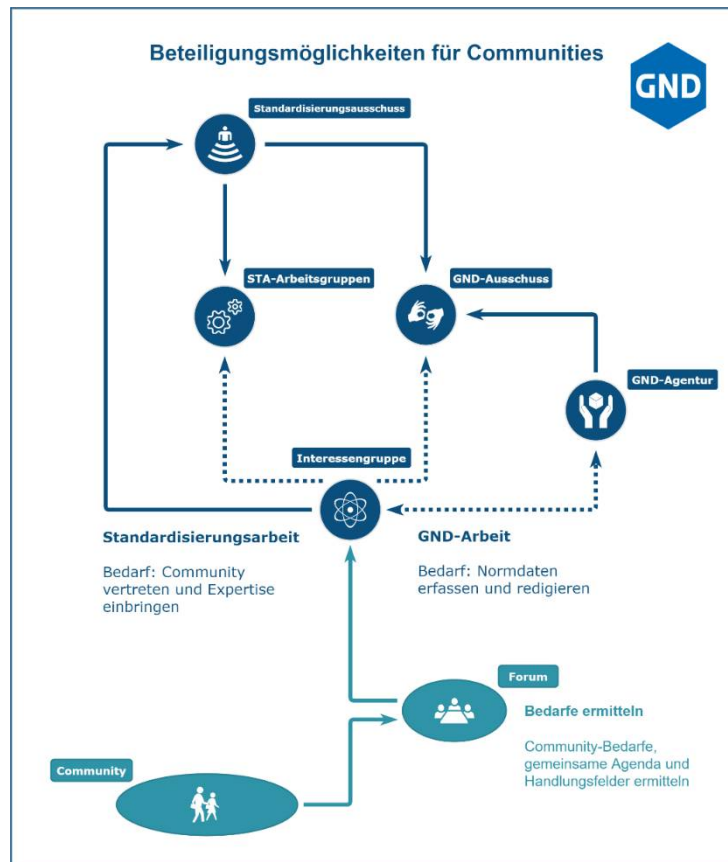 Beteiligungsmöglichkeiten für Communities
GND
Standardisierungsausschuss
STA-Arbeitsgruppen
GND-Ausschuss
GND-Agentur
Interessengruppe
Standardisierungsarbeit
Bedarf: Community
vertreten und Expertise
einbringen
GND-Arbeit
Bedarf: Normdaten
erfassen und redigieren
Forum
Bedarfe ermitteln
Community-Bedarfe,
gemeinsame Agenda und
Handlungsfelder ermitteln
Community